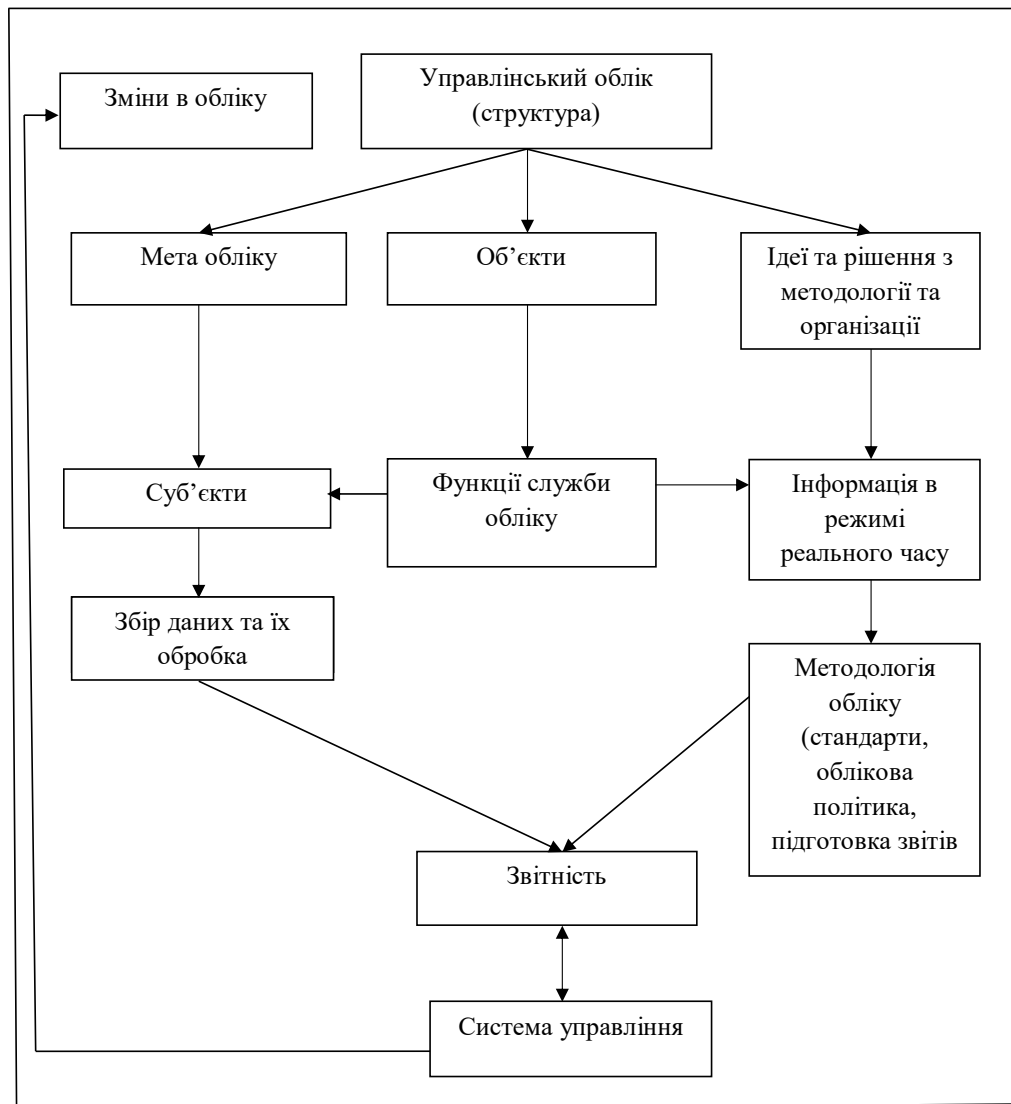 Зміни в обліку
Управлінський облік
(структура)
Мета обліку
Об’єкти
Ідеї та рішення з
методології та
організації
Суб’єкти
Функції служби
обліку
Інформація в
режимі
реального часу
Збір даних та їх
обробка
Методологія
обліку
(стандарти,
облікова
політика,
підготовка звітів
Звітність
Система управління